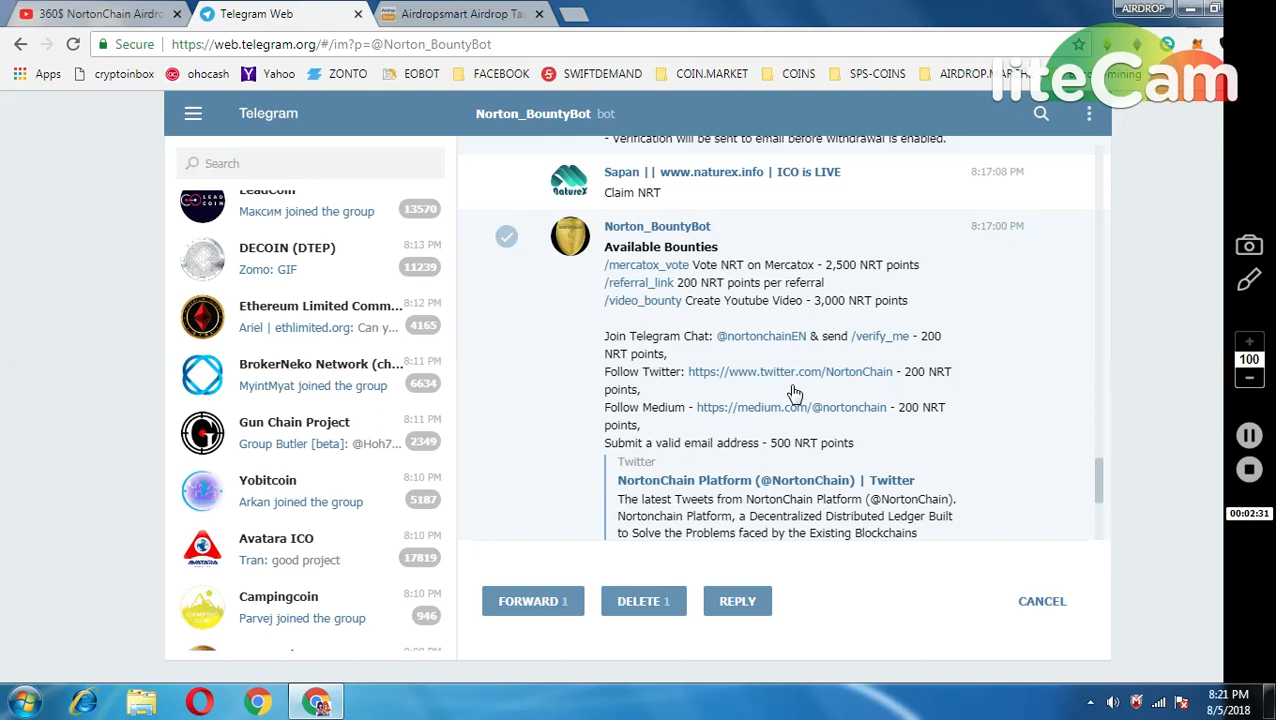 360$ NortonChain Airdro
Telegram Web
Airdropsmart Airdrop Tas
AIRDROP
Secure
https://web.telegram.org/#/im?p=@Norton_BountyBot
Apps
cryptoinbox
ohocash
Yahoo
ZONTO
EOBOT
FACEBOOK
SWIFTDEMAND
COIN.MARKET
COINS
SPS-COINS
AIRDROP.MAR
mining
liteCam
Telegram
Norton_BountyBot bot
Search
LeadCoin
Максим joined the group
13570
DECOIN (DTEP)
8:13 PM
Zomo: GIF
11239
Ethereum Limited Comm...
8:12 PM
Ariel | ethlimited.org: Can y...
4165
BrokerNeko Network (ch...
8:11 PM
MyintMyat joined the group
6634
Gun Chain Project
8:11 PM
Group Butler [beta]: @Hoh7...
2349
Yobitcoin
8:10 PM
Arkan joined the group
5187
Avatara ICO
8:10 PM
Tran: good project
17819
Campingcoin
8:10 PM
Parvej joined the group
946
- Verification will be sent to email before withdrawal is enabled.
Sapan || www.naturex.info | ICO is LIVE
8:17:08 PM
Claim NRT
Norton_BountyBot
8:17:00 PM
Available Bounties
/mercatox_vote Vote NRT on Mercatox - 2,500 NRT points
/referral_link 200 NRT points per referral
/video_bounty Create Youtube Video - 3,000 NRT points
Join Telegram Chat: @nortonchainEN & send /verify_me - 200
NRT points,
Follow Twitter: https://www.twitter.com/NortonChain - 200 NRT
points,
Follow Medium - https://medium.com/@nortonchain - 200 NRT
points,
Submit a valid email address - 500 NRT points
Twitter
NortonChain Platform (@NortonChain) | Twitter
The latest Tweets from NortonChain Platform (@NortonChain).
Nortonchain Platform, a Decentralized Distributed Ledger Built
to Solve the Problems faced by the Existing Blockchains
FORWARD 1
DELETE 1
REPLY
CANCEL
NATUREX
LEAD COIN
100
00:02:31
8:21 PM
8/5/2018